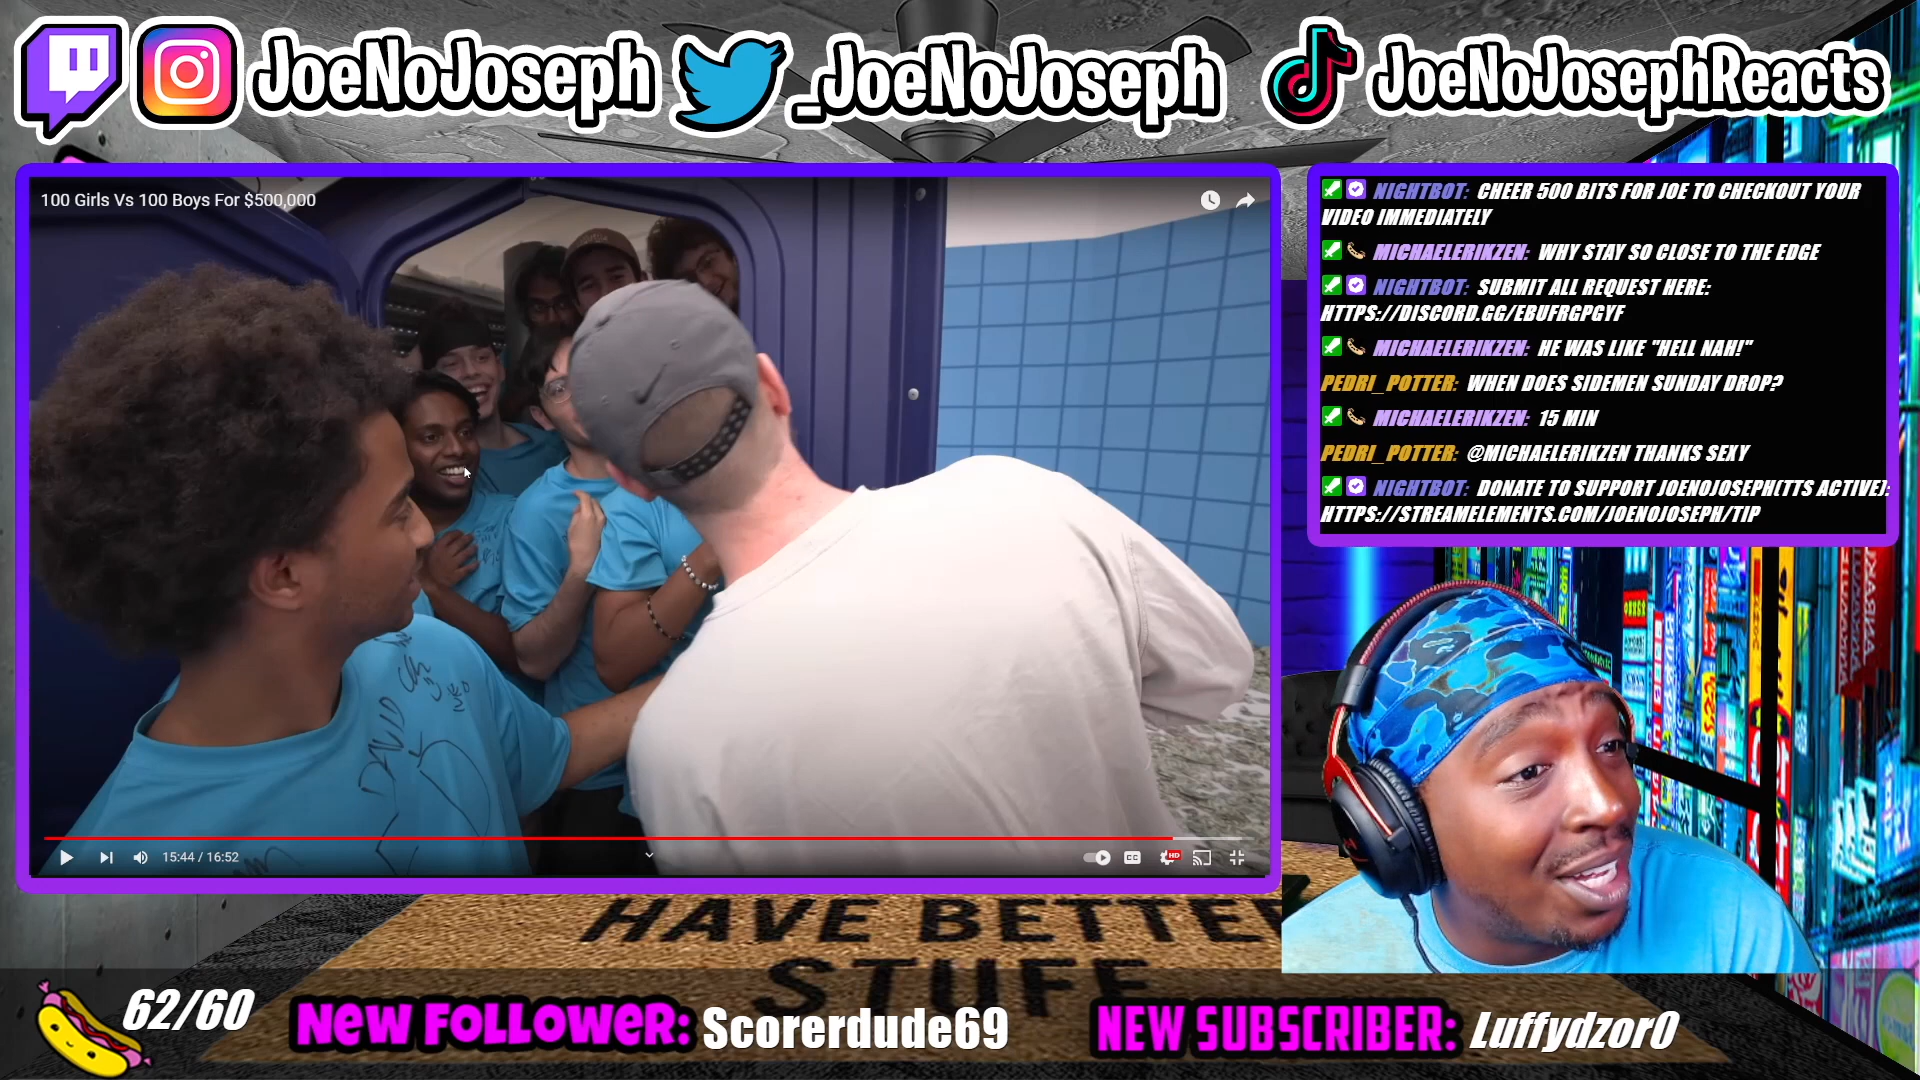 JoeNoJoseph
_JoeNoJoseph
JoeNoJosephReacts
100 Girls Vs 100 Boys For $500,000
NIGHTBOT: CHEER 500 BITS FOR JOE TO CHECKOUT YOUR
VIDEO IMMEDIATELY
MICHAELERIKZEN: WHY STAY SO CLOSE TO THE EDGE
NIGHTBOT: SUBMIT ALL REQUEST HERE:
HTTPS://DISCORD.GG/EBUFRGPGYF
MICHAELERIKZEN: HE WAS LIKE "HELL NAH!"
PEDRI_POTTER: WHEN DOES SIDEMEN SUNDAY DROP?
MICHAELERIKZEN: 15 MIN
PEDRI_POTTER: @MICHAELERIKZEN THANKS SEXY
NIGHTBOT: DONATE TO SUPPORT JOENOJOSEPH(TTS ACTIVE):
HTTPS://STREAMELEMENTS.COM/JOENOJOSEPH/TIP
DAVID
15:44 / 16:52
CC
HD
HAVE BETTE
STUFF
62/60
NEW FOLLOWER: Scorerdude69
NEW SUBSCRIBER: Luffydzor0